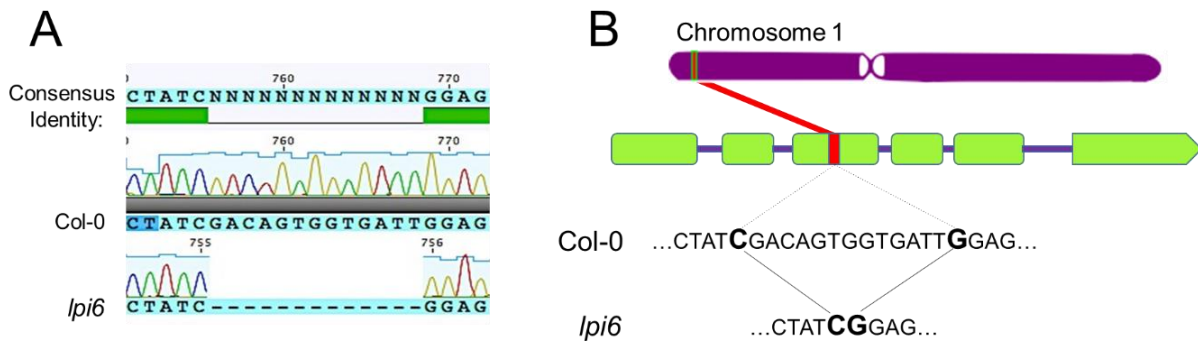 A
760 770
Consensus CTATCNNNNNNNNNNNNNGGAG
Identity:
760 770
Col-0 CTATCGACAGTGGTGATTGGAG
755 756
lpi6 CTATC-------------GGAG
B
Chromosome 1
Col-0 …CTATCGACAGTGGTGATTGGAG…
lpi6 …CTATCGGAG…